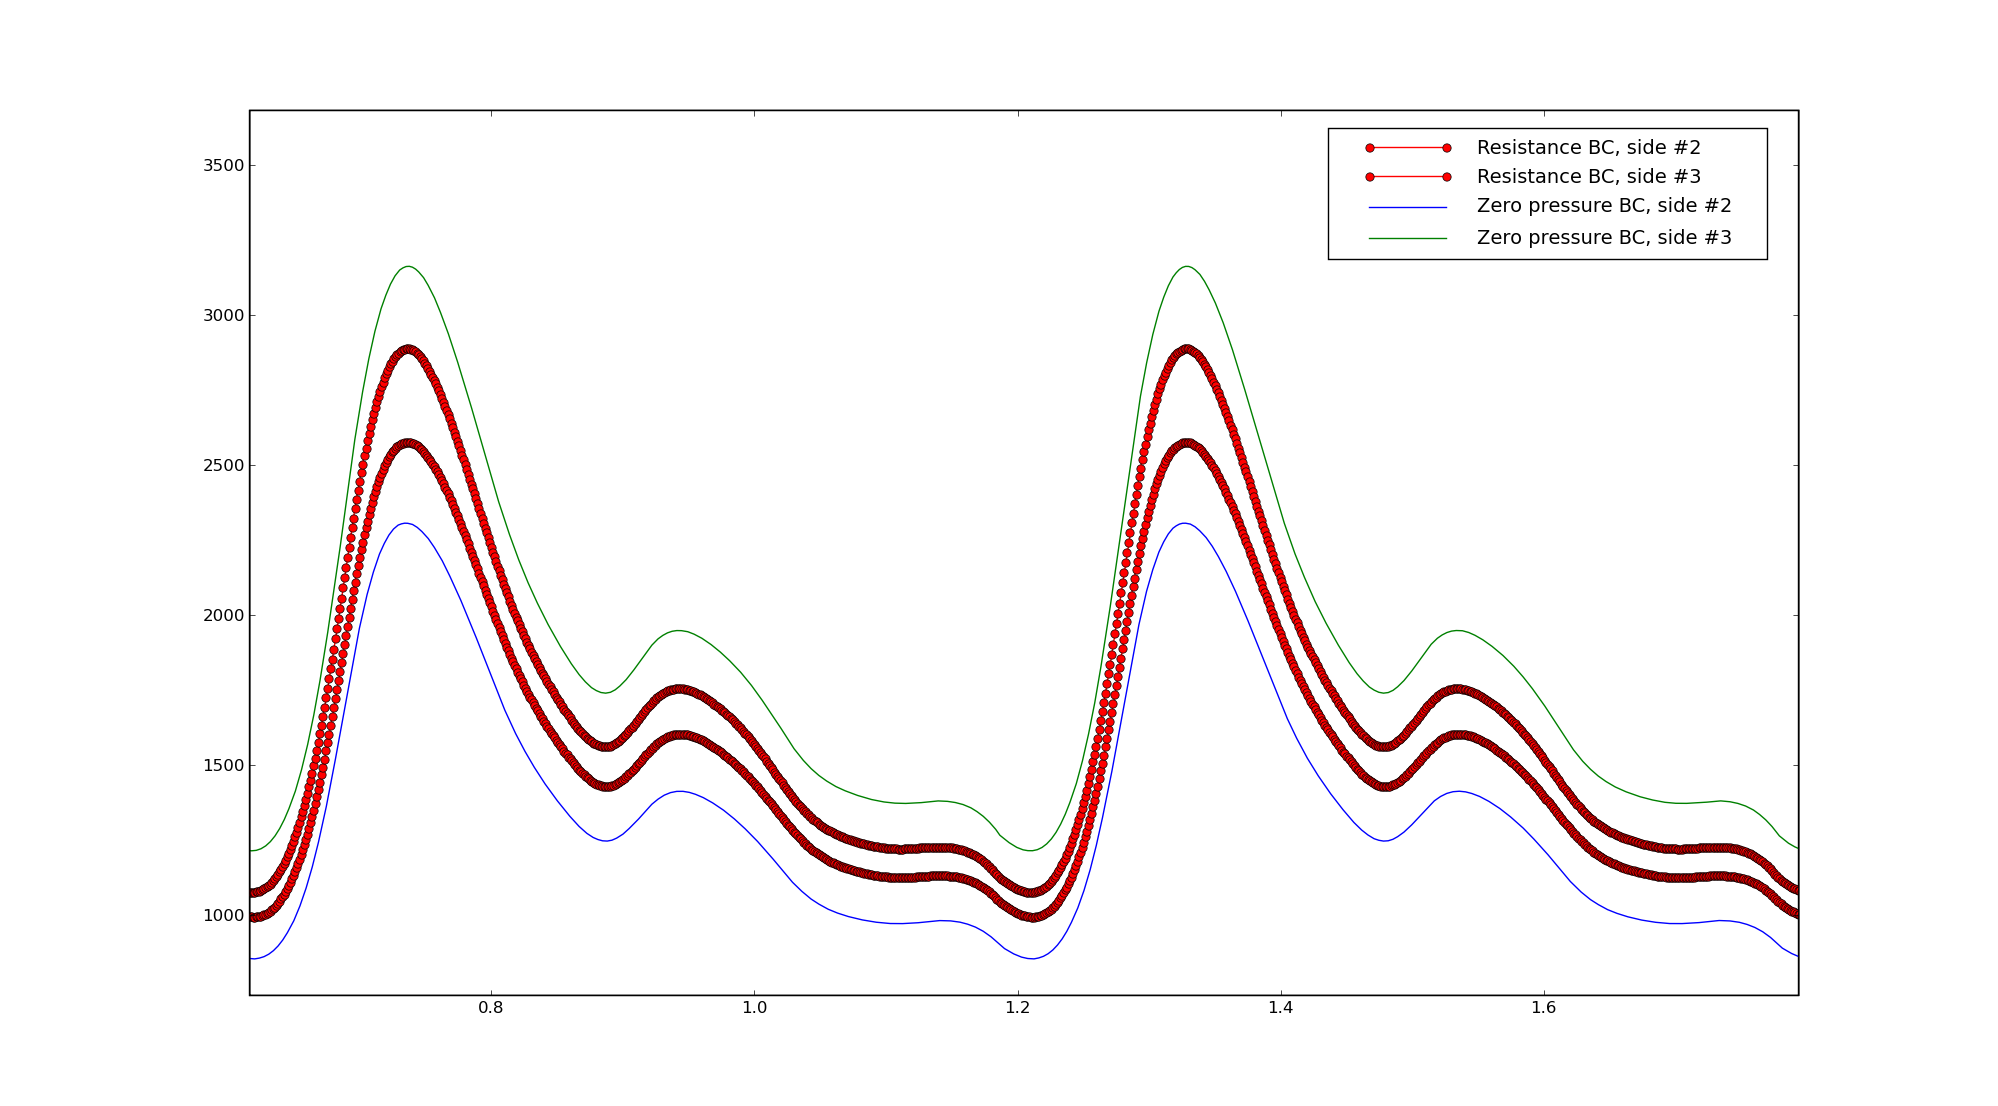 3500
3000
2500
2000
1500
1000
0.8
1.0
1.2
1.4
1.6
Resistance BC, side #2
Resistance BC, side #3
Zero pressure BC, side #2
Zero pressure BC, side #3